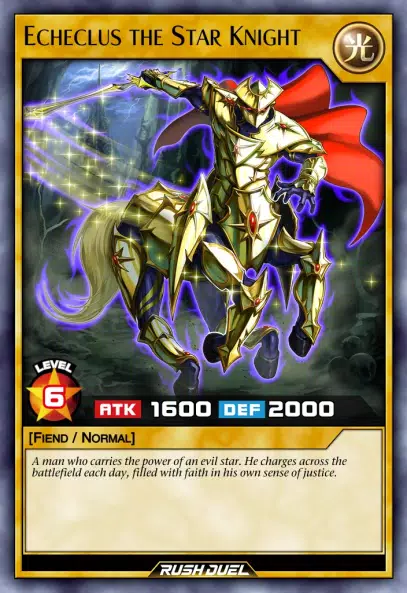 Echeclus the Star Knight
光
LEVEL
6
ATK 1600 DEF 2000
[Fiend / Normal]
A man who carries the power of an evil star. He charges across the
battlefield each day, filled with faith in his own sense of justice.
RUSH DUEL